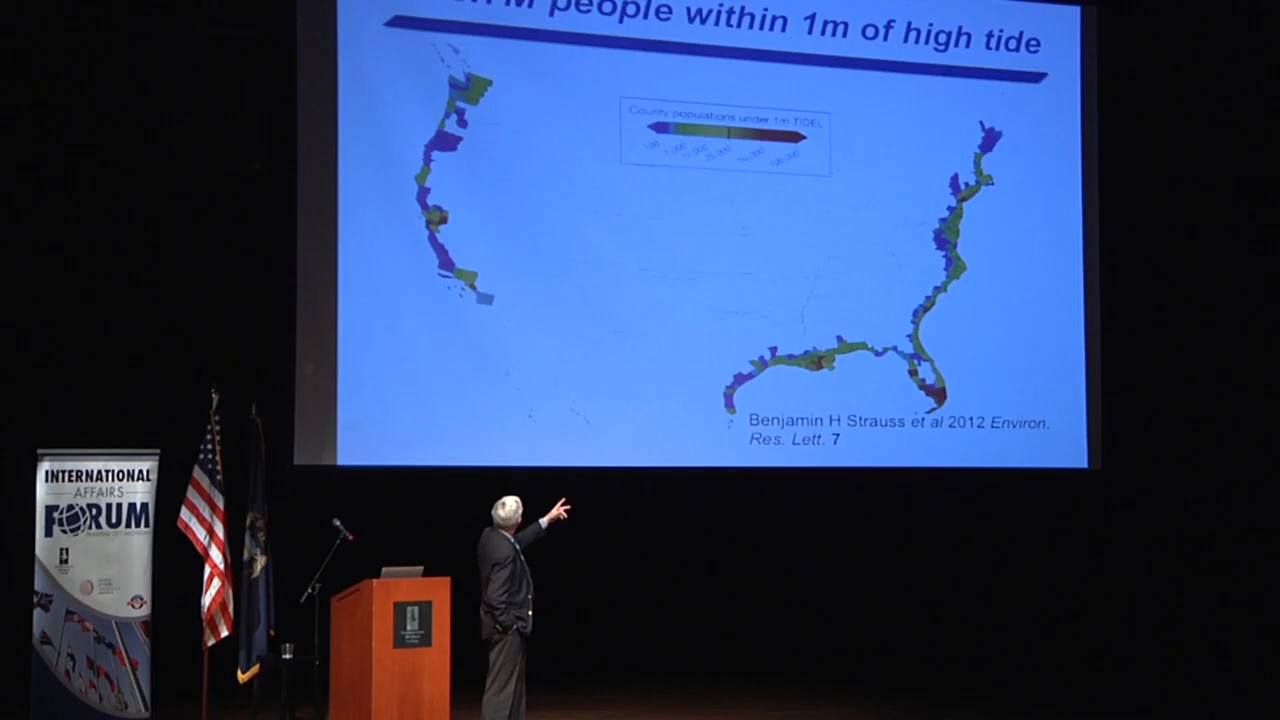 M people within 1m of high tide
County populations under 1m TIDEL
100 1,000 10,000 25,000 50,000 100,000
Benjamin H Strauss et al 2012 Environ.
Res. Lett. 7
INTERNATIONAL
AFFAIRS
FORUM